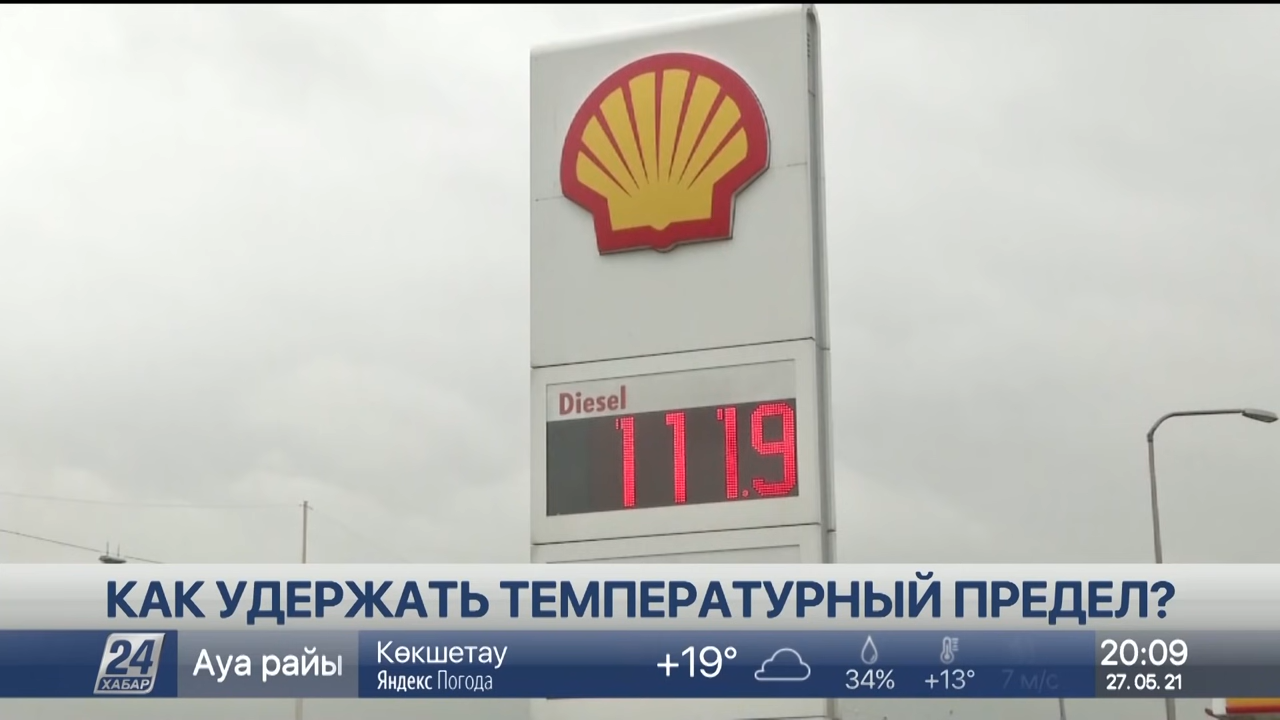 Diesel
111.9
КАК УДЕРЖАТЬ ТЕМПЕРАТУРНЫЙ ПРЕДЕЛ?
24
ХАБАР
Ауа райы
Көкшетау
Яндекс Погода
+19°
34%
+13°
7 м/с
20:09
27.05.21